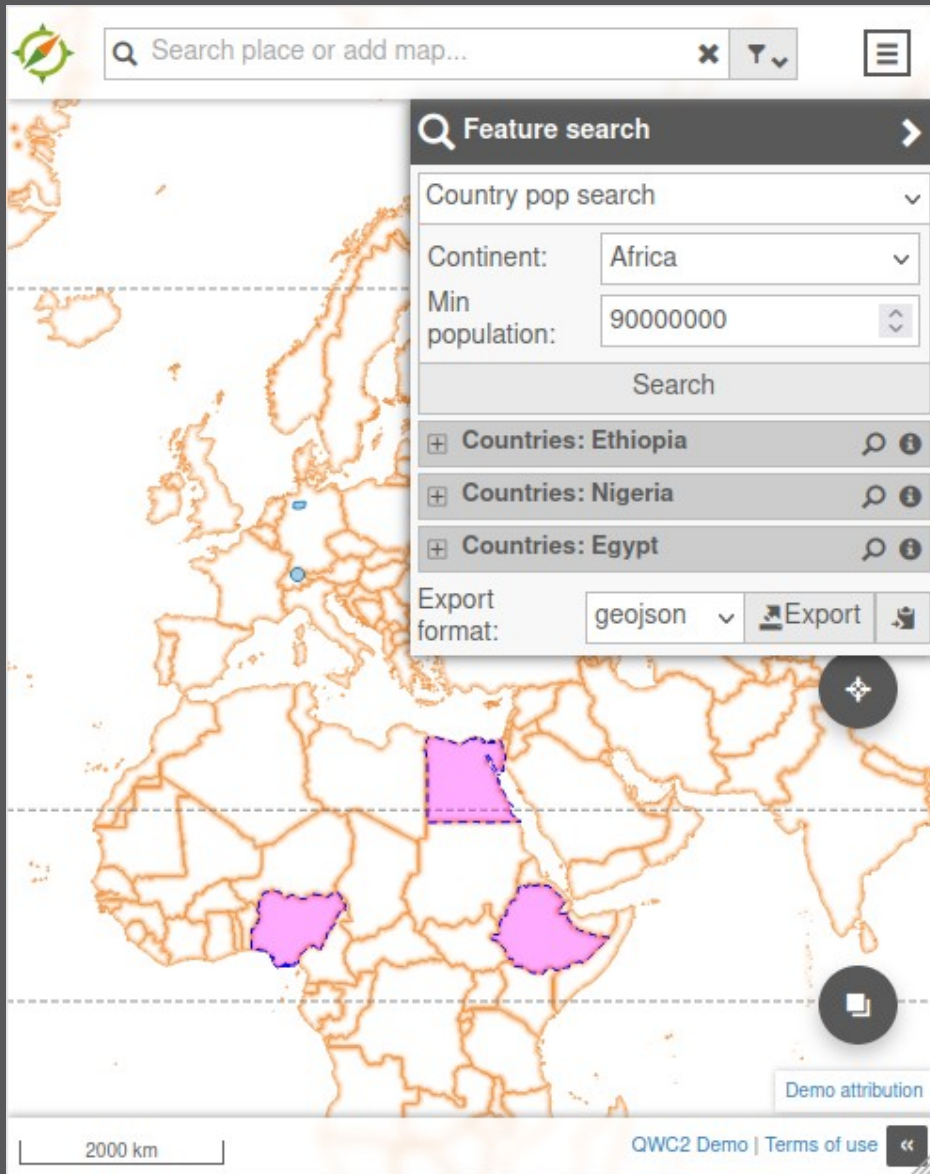 Search place or add map...
Feature search
Country pop search
Continent:
Africa
Min
population:
90000000
Search
Countries: Ethiopia
Countries: Nigeria
Countries: Egypt
Export
format:
geojson
Export
Demo attribution
2000 km
QWC2 Demo | Terms of use